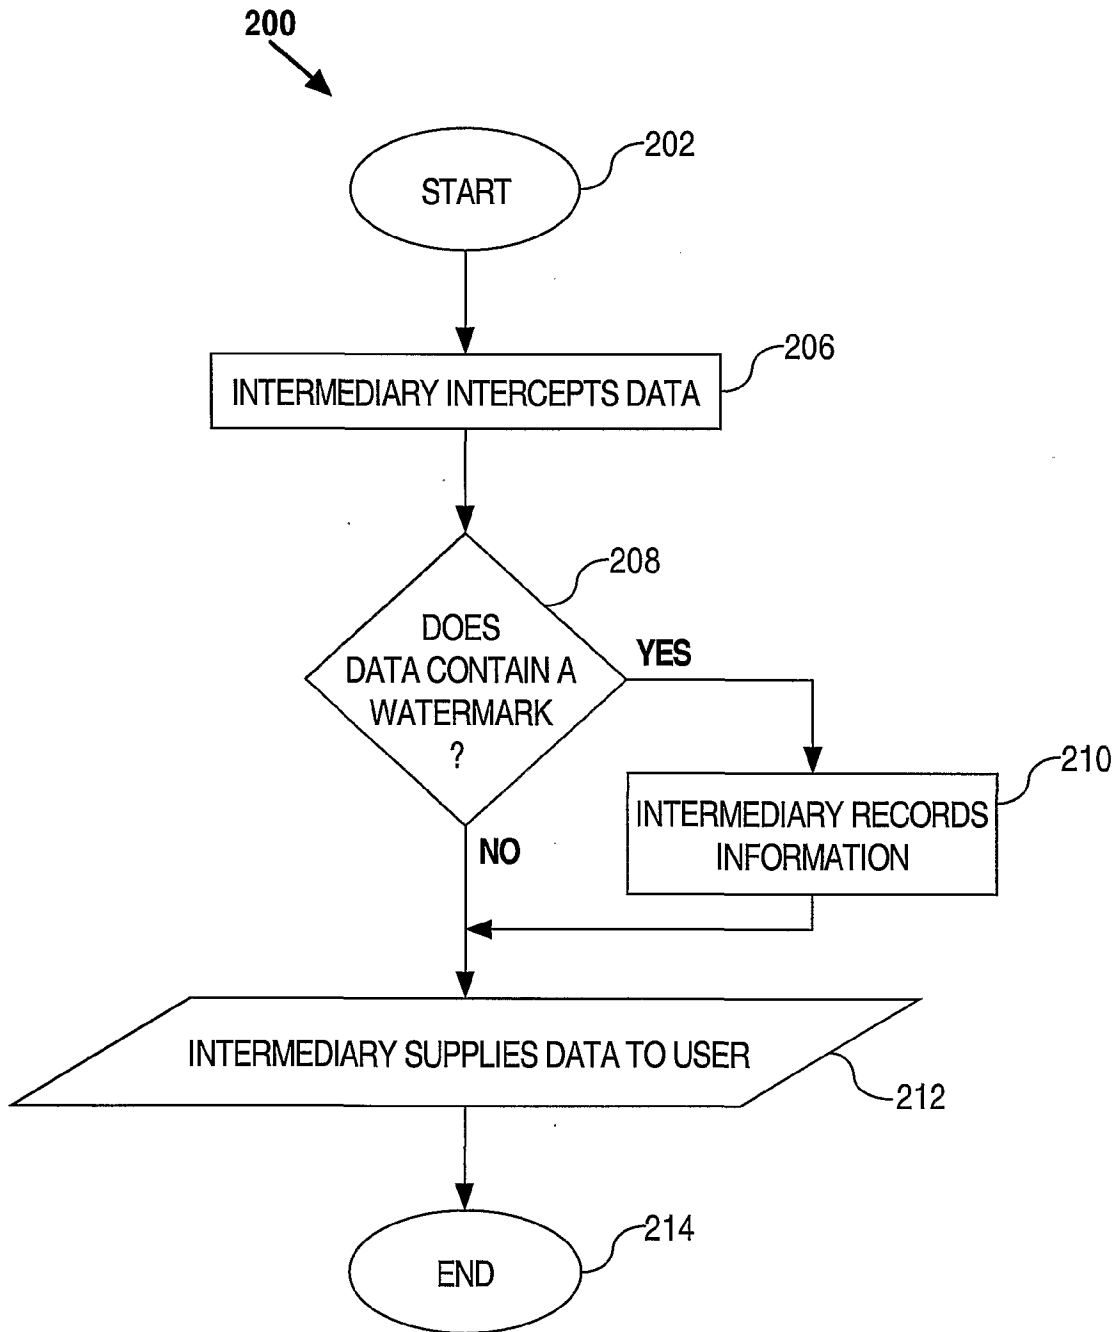 200
202
START
206
INTERMEDIARY INTERCEPTS DATA
208
DOES
DATA CONTAIN A
WATERMARK
?
YES
NO
210
INTERMEDIARY RECORDS
INFORMATION
INTERMEDIARY SUPPLIES DATA TO USER
212
214
END